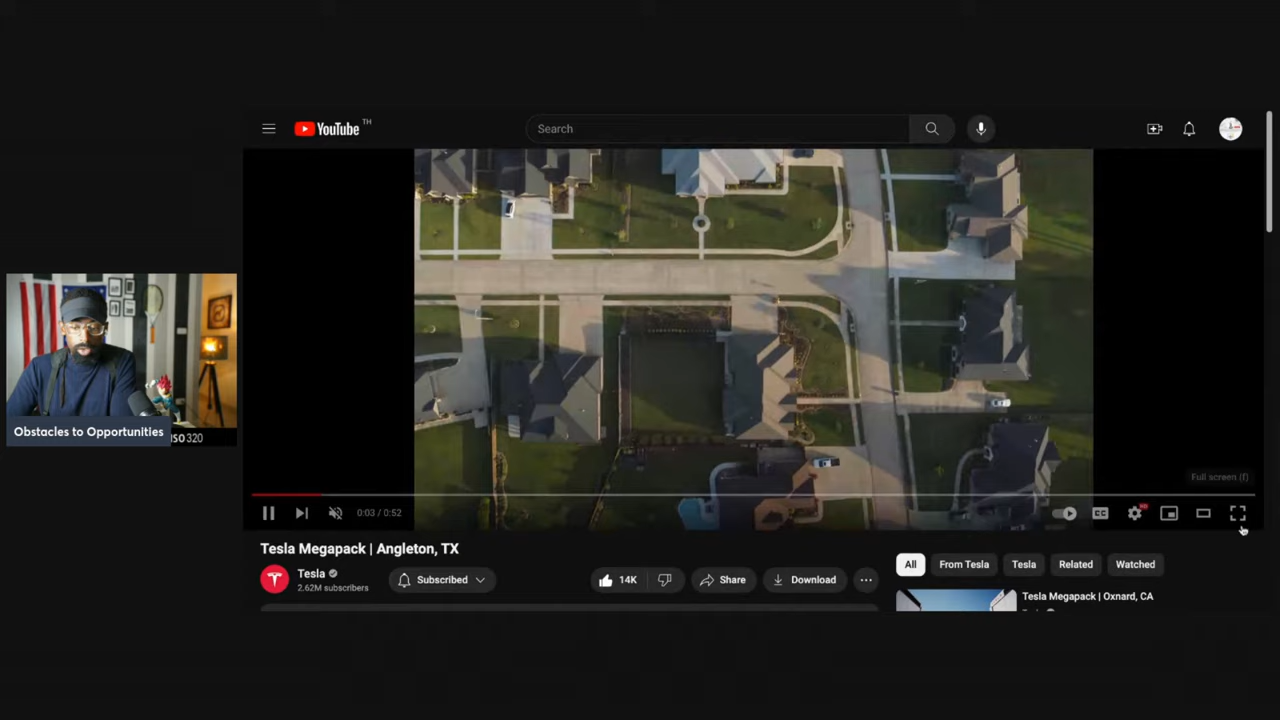 YouTube TH
Search
Obstacles to Opportunities
ISO 320
Full screen (f)
0:03 / 0:52
Tesla Megapack | Angleton, TX
Tesla
2.62M subscribers
Subscribed
14K
Share
Download
All
From Tesla
Tesla
Related
Watched
Tesla Megapack | Oxnard, CA